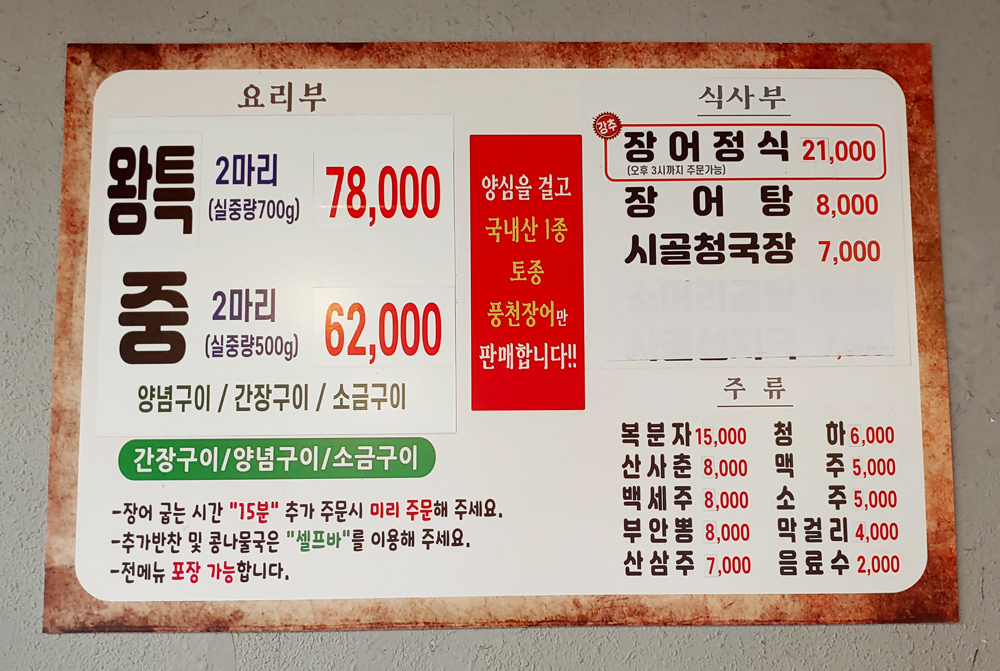 요리부
왕특 2마리 (실중량700g) 78,000
중 2마리 (실중량500g) 62,000
양념구이 / 간장구이 / 소금구이
간장구이/양념구이/소금구이
-장어 굽는 시간 "15분" 추가 주문시 미리 주문해 주세요.
-추가반찬 및 콩나물국은 "셀프바"를 이용해 주세요.
-전메뉴 포장 가능합니다.
양심을 걸고
국내산 1종
토종
풍천장어만
판매합니다!!
식사부
강추
장어정식 21,000
(오후 3시까지 주문가능)
장어탕 8,000
시골청국장 7,000
주류
복분자 15,000 청하 6,000
산사춘 8,000 맥주 5,000
백세주 8,000 소주 5,000
부안뽕 8,000 막걸리 4,000
산삼주 7,000 음료수 2,000